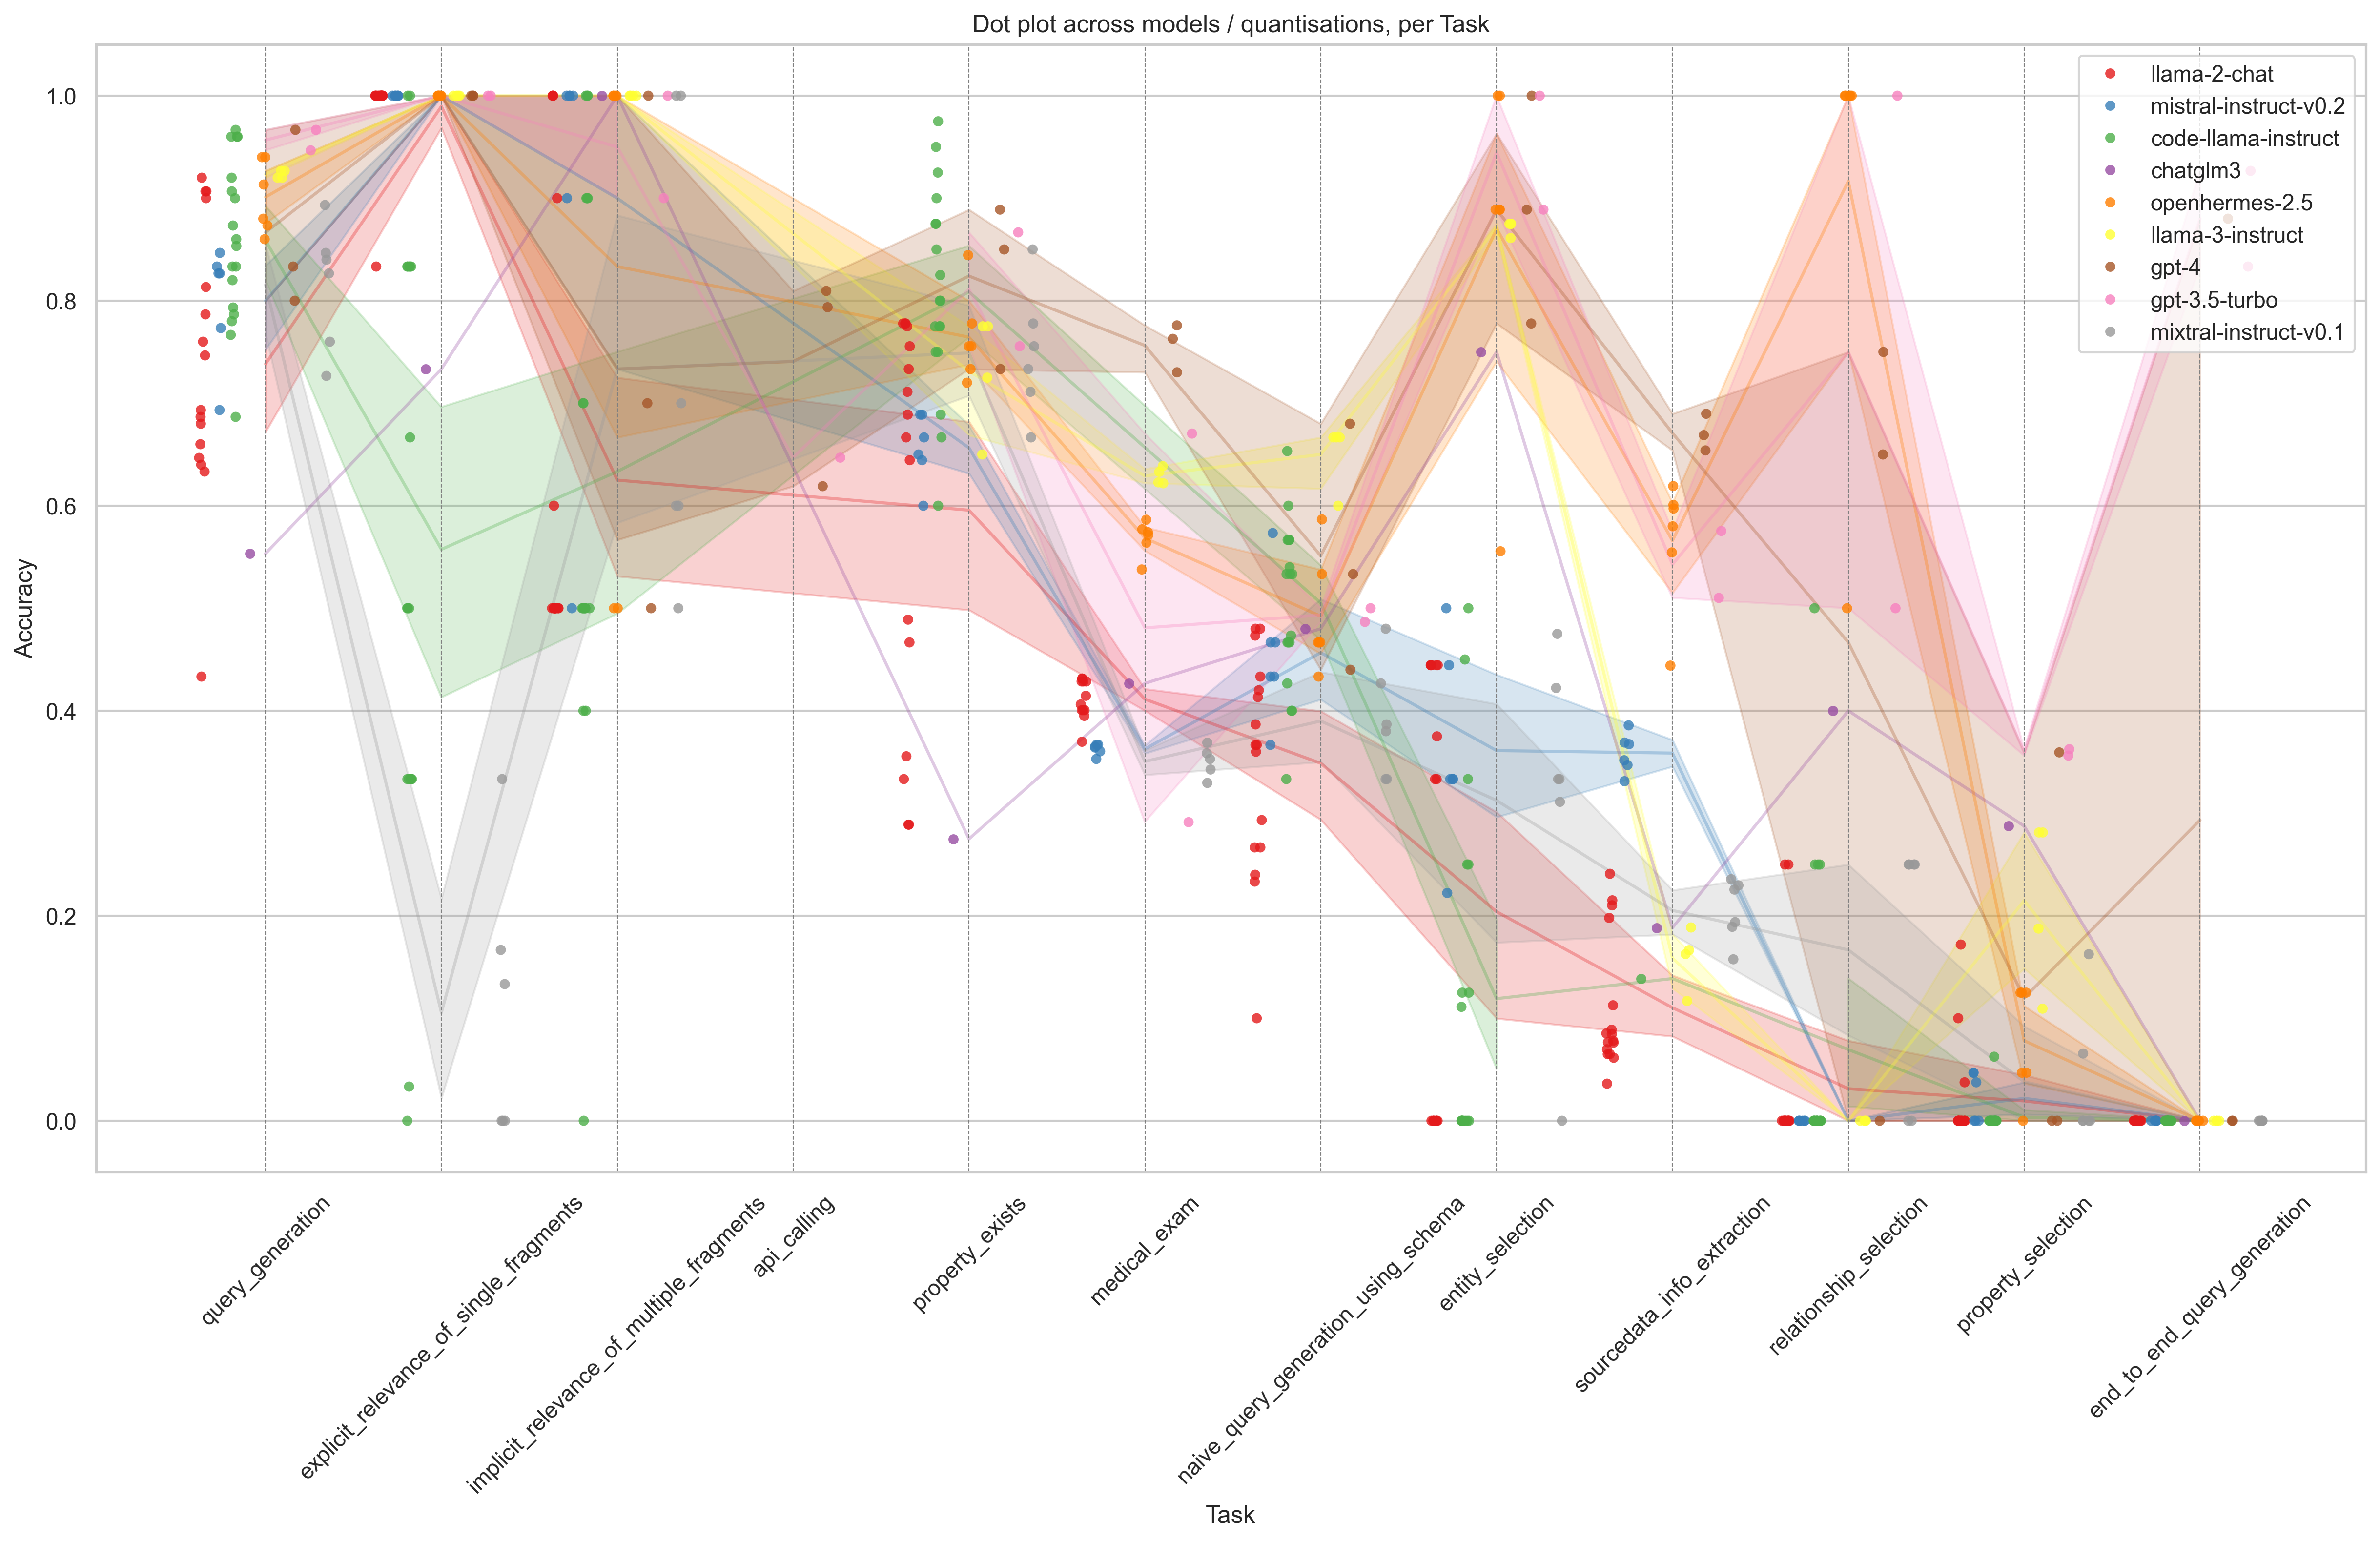 Dot plot across models / quantisations, per Task
llama-2-chat
mistral-instruct-v0.2
code-llama-instruct
chatglm3
openhermes-2.5
llama-3-instruct
gpt-4
gpt-3.5-turbo
mixtral-instruct-v0.1
Accuracy
1.0
0.8
0.6
0.4
0.2
0.0
query_generation
explicit_relevance_of_single_fragments
implicit_relevance_of_multiple_fragments
api_calling
property_exists
medical_exam
naive_query_generation_using_schema
entity_selection
sourcedata_info_extraction
relationship_selection
property_selection
end_to_end_query_generation
Task